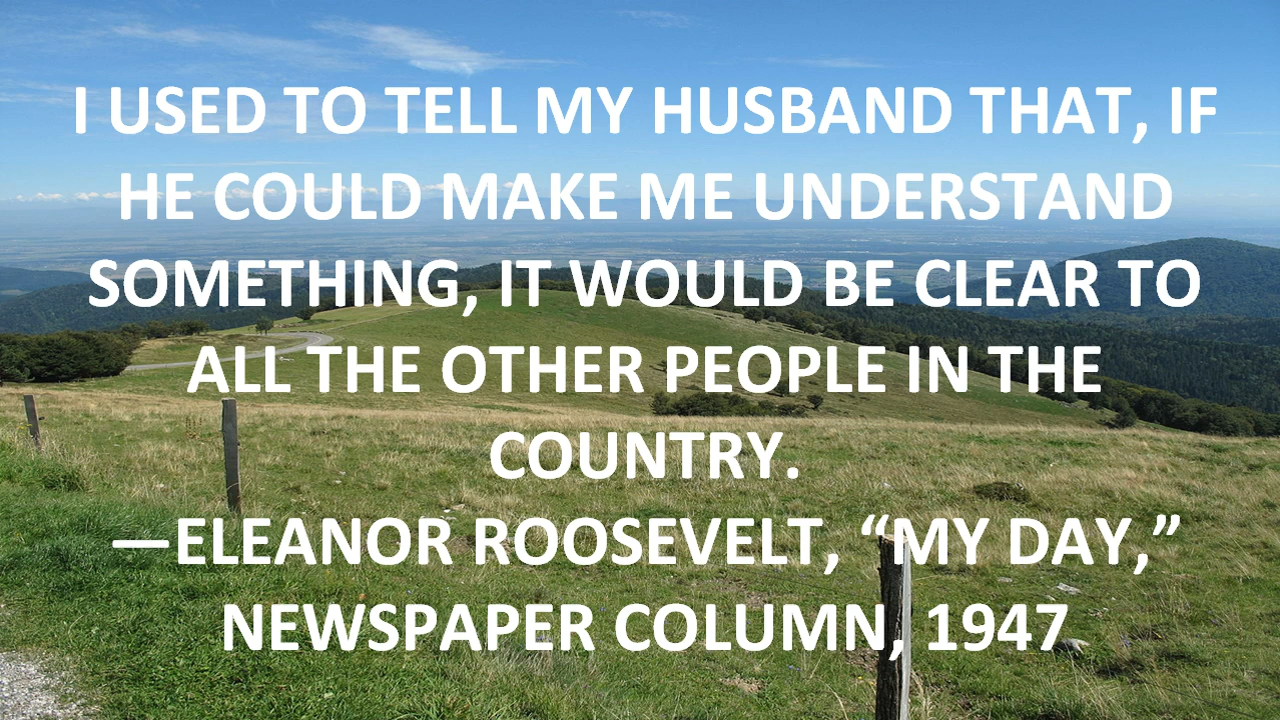 I USED TO TELL MY HUSBAND THAT, IF
HE COULD MAKE ME UNDERSTAND
SOMETHING, IT WOULD BE CLEAR TO
ALL THE OTHER PEOPLE IN THE
COUNTRY.
—ELEANOR ROOSEVELT, “MY DAY,”
NEWSPAPER COLUMN, 1947